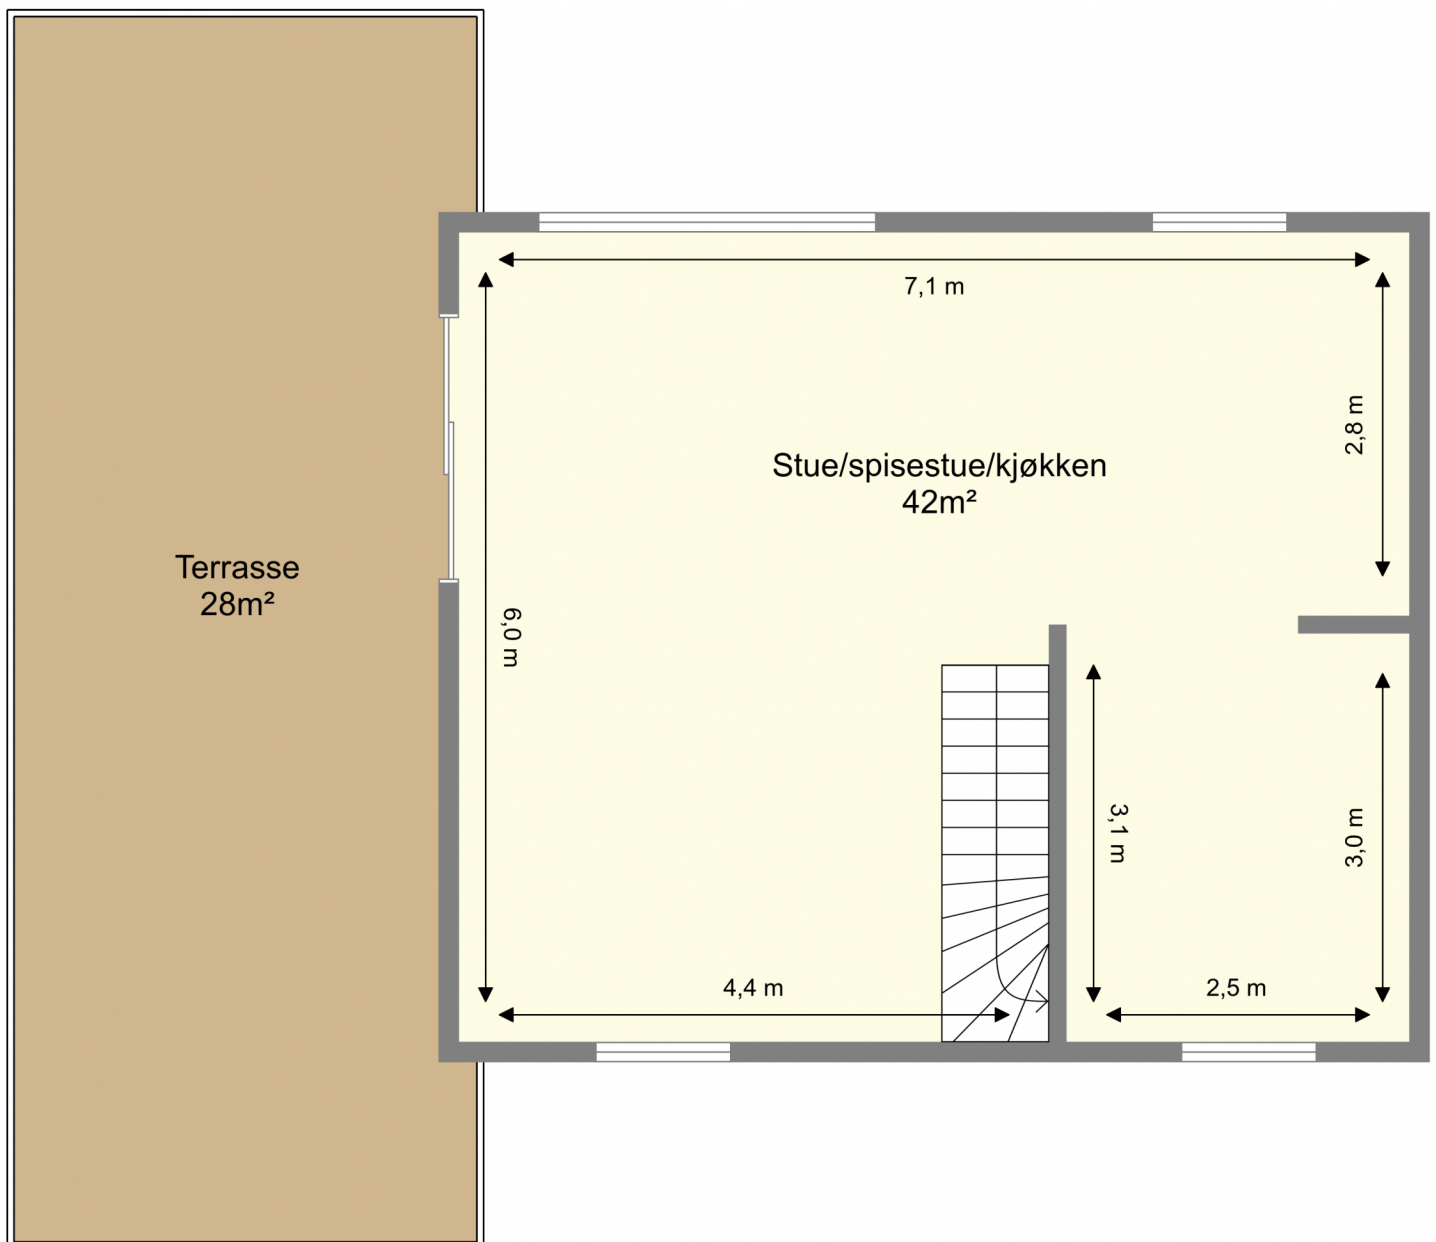 7,1 m
2,8 m
Stue/spisestue/kjøkken
42m²
Terrasse
28m²
6,0 m
3,1 m
3,0 m
4,4 m
2,5 m